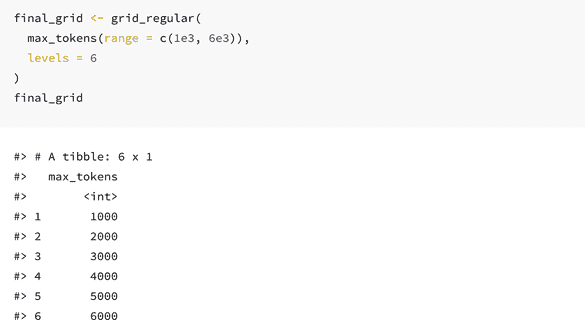 final_grid <- grid_regular(
  max_tokens(range = c(1e3, 6e3)),
  levels = 6
)
final_grid
#> # A tibble: 6 x 1
#>   max_tokens
#>        <int>
#> 1       1000
#> 2       2000
#> 3       3000
#> 4       4000
#> 5       5000
#> 6       6000